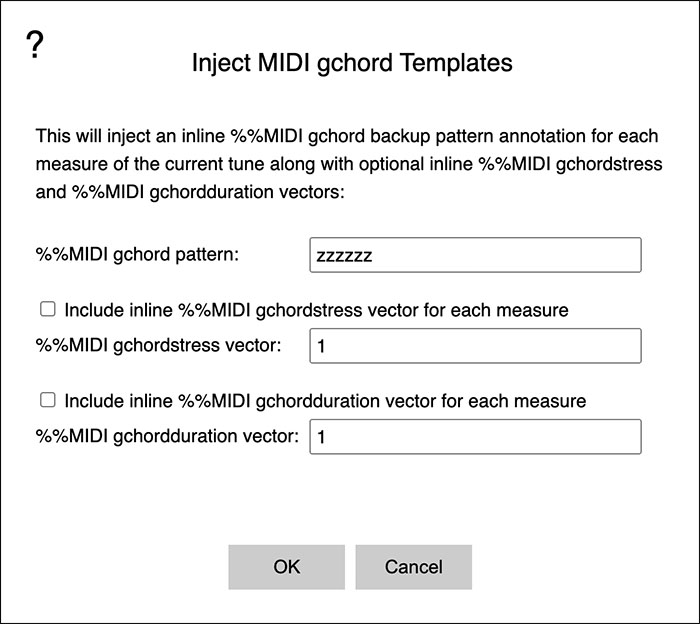 ?
Inject MIDI gchord Templates
This will inject an inline %%MIDI gchord backup pattern annotation for each
measure of the current tune along with optional inline %%MIDI gchordstress
and %%MIDI gchordduration vectors:
%%MIDI gchord pattern: zzzzzz
Include inline %%MIDI gchordstress vector for each measure
%%MIDI gchordstress vector: 1
Include inline %%MIDI gchordduration vector for each measure
%%MIDI gchordduration vector: 1
OK Cancel